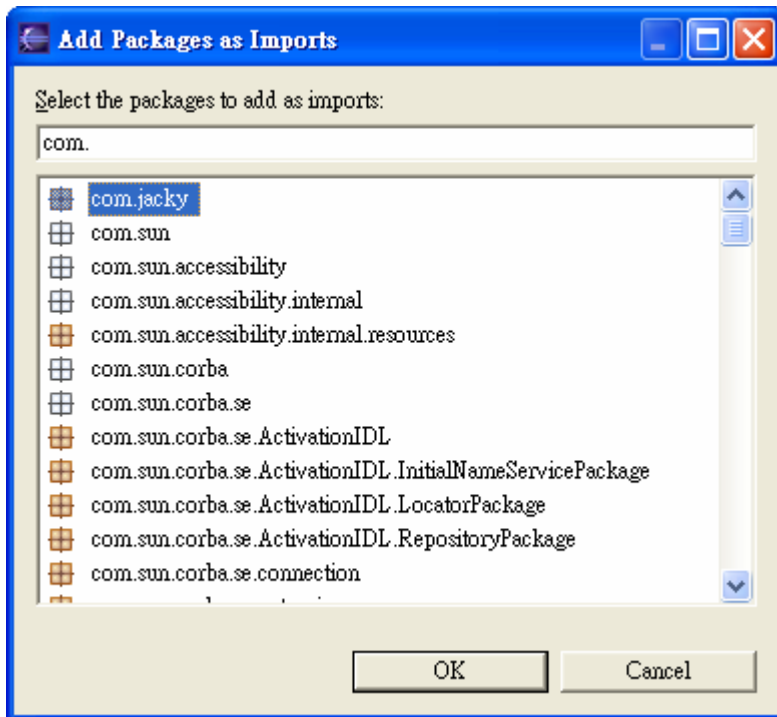 Add Packages as Imports
Select the packages to add as imports:
com.
com.jacky
com.sun
com.sun.accessibility
com.sun.accessibility.internal
com.sun.accessibility.internal.resources
com.sun.corba
com.sun.corba.se
com.sun.corba.se.ActivationIDL
com.sun.corba.se.ActivationIDL.InitialNameServicePackage
com.sun.corba.se.ActivationIDL.LocatorPackage
com.sun.corba.se.ActivationIDL.RepositoryPackage
com.sun.corba.se.connection
OK Cancel